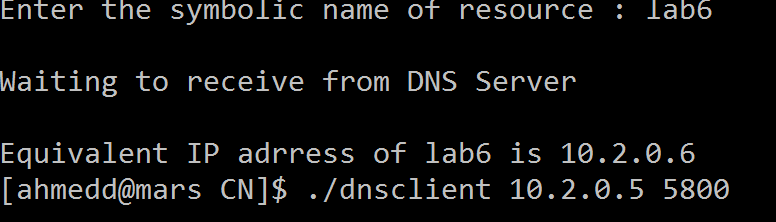 Enter the symbolic name of resource : lab6
Waiting to receive from DNS Server
Equivalent IP adrress of lab6 is 10.2.0.6
[ahmedd@mars CN]$ ./dnsclient 10.2.0.5 5800